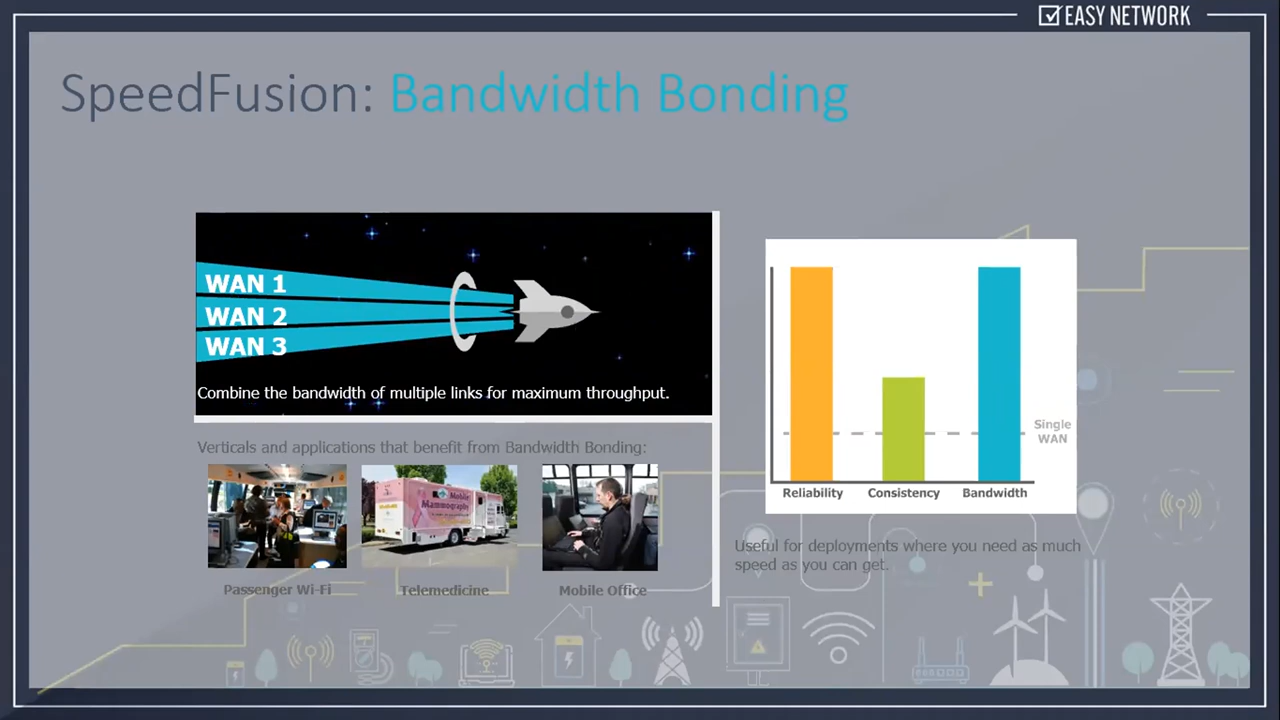 EASY NETWORK
SpeedFusion: Bandwidth Bonding
WAN 1
WAN 2
WAN 3
Combine the bandwidth of multiple links for maximum throughput.
Verticals and applications that benefit from Bandwidth Bonding:
Mobile
Mammography
Passenger Wi-Fi
Telemedicine
Mobile Office
Single
WAN
Reliability
Consistency
Bandwidth
Useful for deployments where you need as much
speed as you can get.